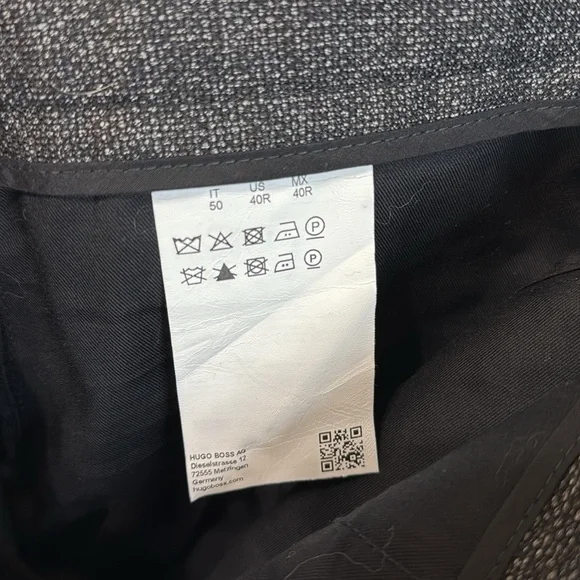 IT US MX
50 40R 40R
HUGO BOSS AG
Dieselstrasse 12
72555 Metzingen
Germany
hugoboss.com